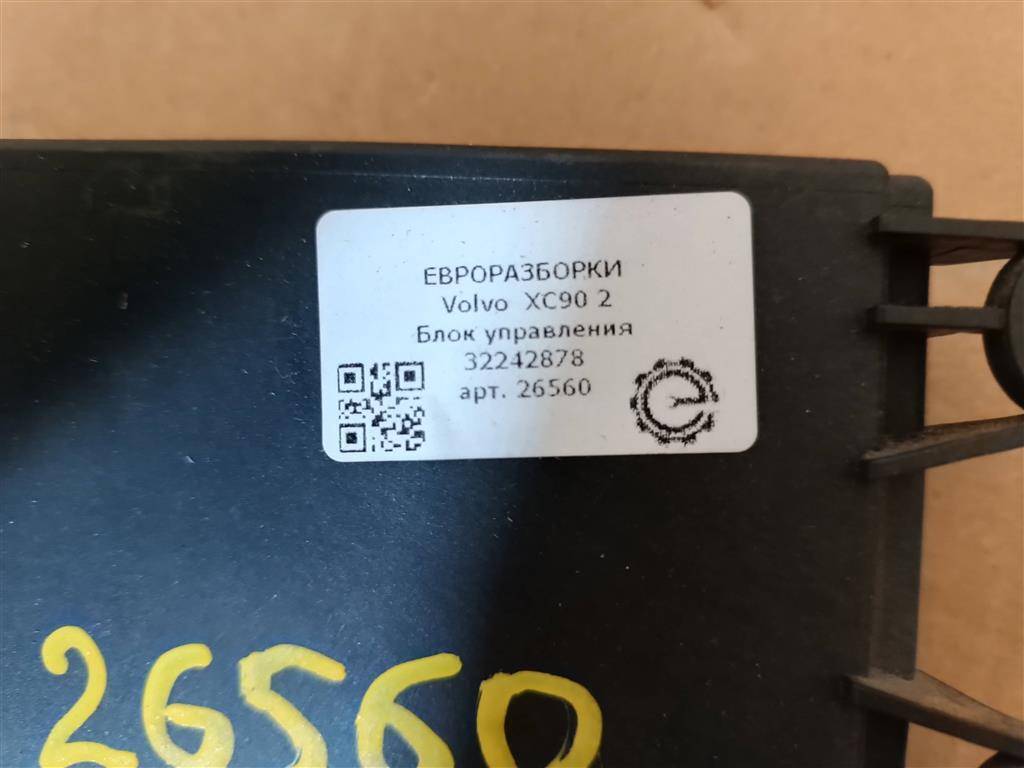 ЕВРОРАЗБОРКИ
Volvo XC90 2
Блок управления
32242878
арт. 26560
26560